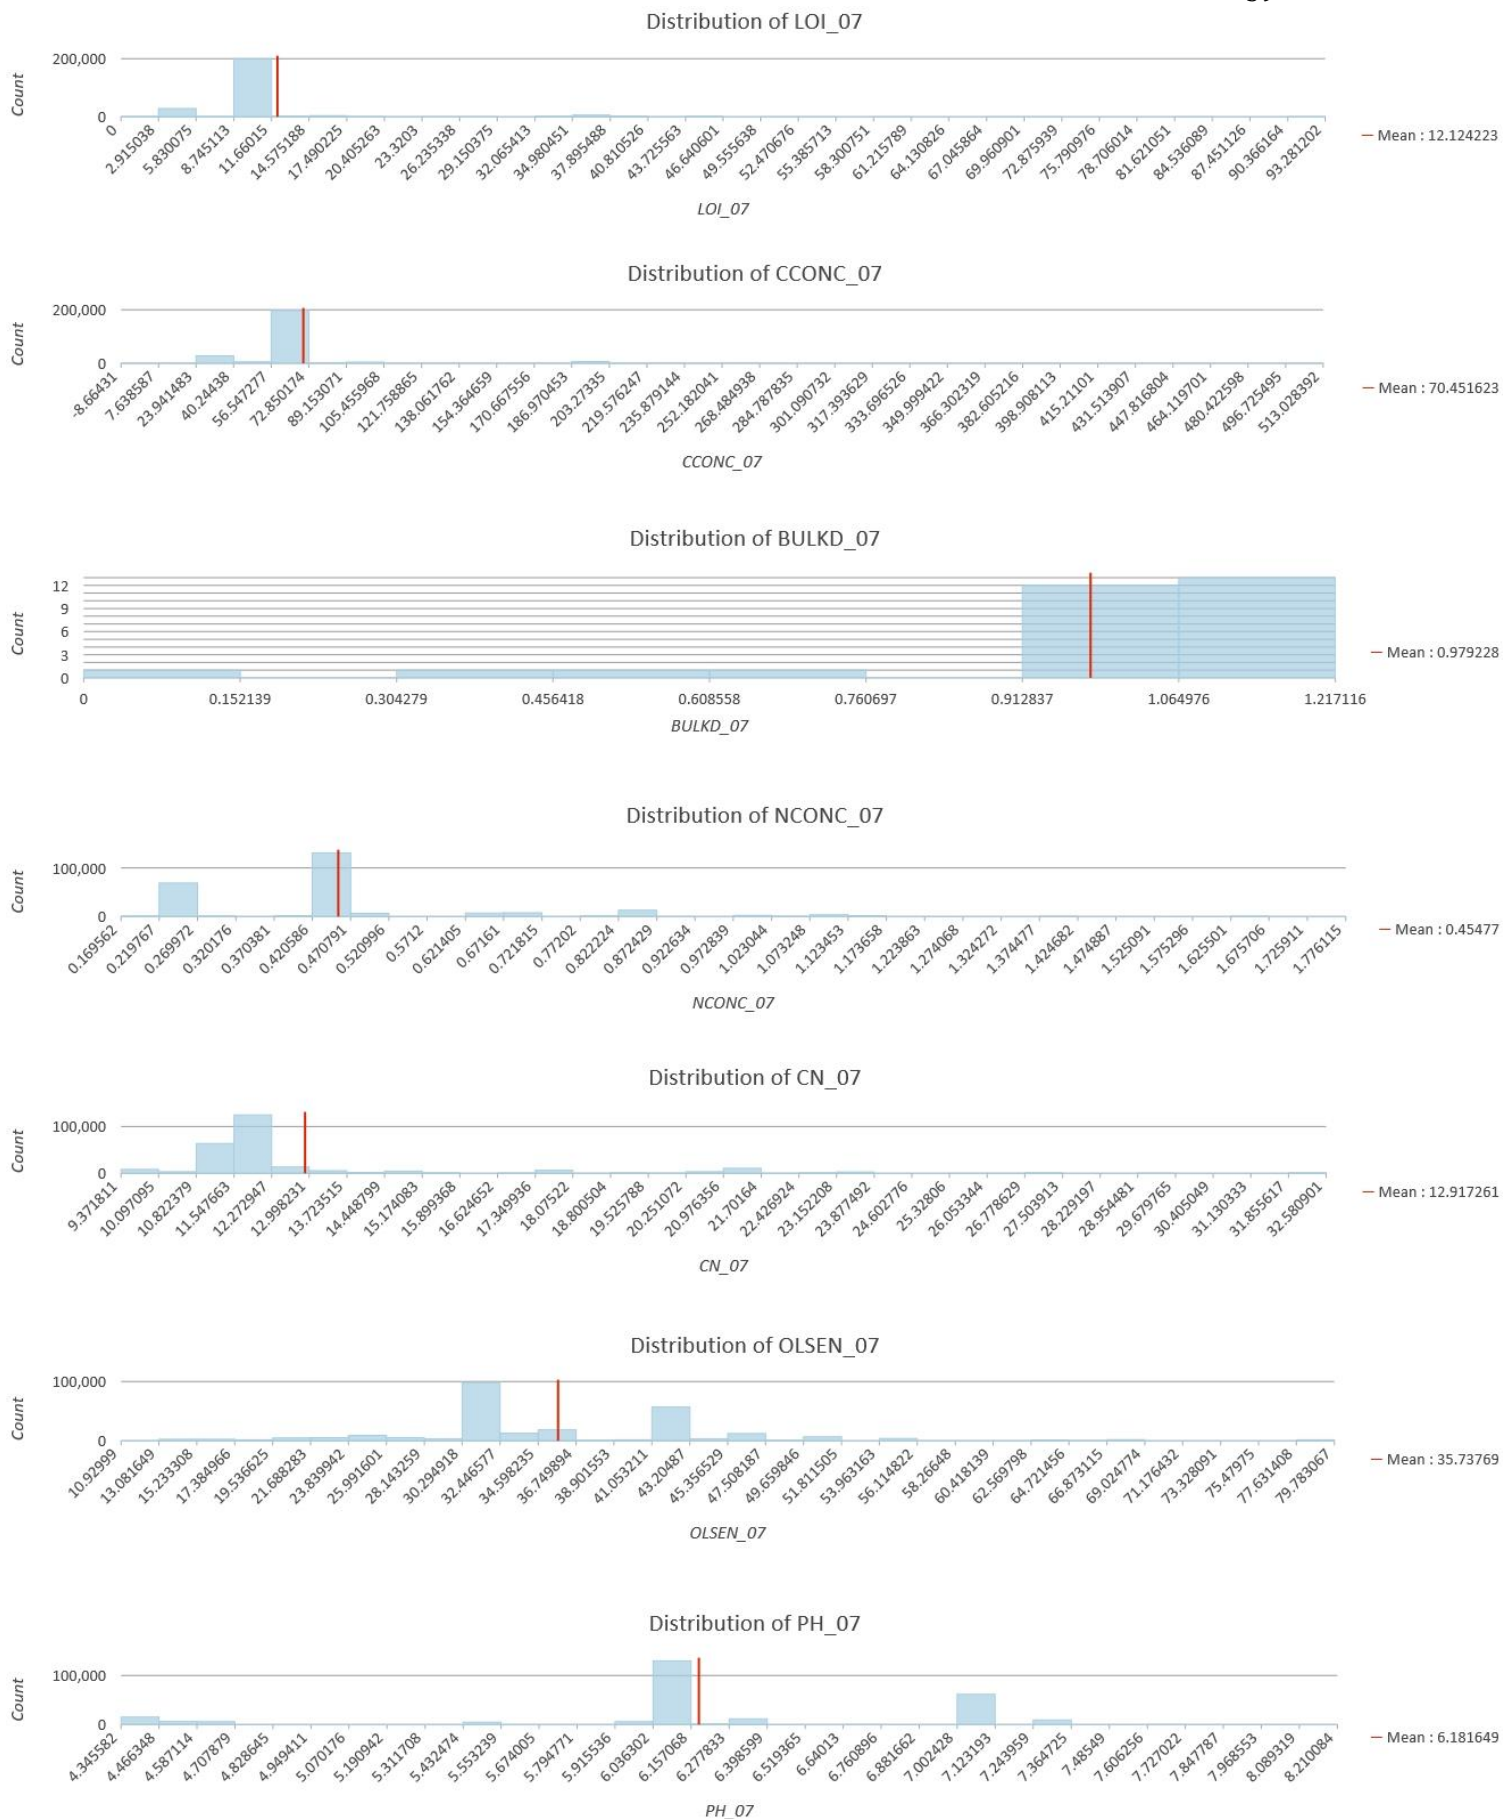 Distribution of LOI_07
200,000
0
Count
0 2.915038 5.830075 8.745113 11.66015 14.575188 17.490225 20.405263 23.3203 26.235338 29.150375 32.065413 34.980451 37.895488 40.810526 43.725563 46.640601 49.555638 52.470676 55.385713 58.300751 61.215789 64.130826 67.045864 69.960901 72.875939 75.790976 78.706014 81.621051 84.536089 87.451126 90.366164 93.281202
LOI_07
Mean : 12.124223
Distribution of CCONC_07
200,000
0
Count
-8.66431 7.638587 23.941483 40.24438 56.547277 72.850174 89.153071 105.455968 121.758865 138.061762 154.364659 170.667556 186.970453 203.27335 219.576247 235.879144 252.182041 268.484938 284.787835 301.090732 317.393629 333.696526 349.999422 366.302319 382.605216 398.908113 415.211101 431.513907 447.816804 464.119701 480.422598 496.725495 513.028392
CCONC_07
Mean : 70.451623
Distribution of BULKD_07
12
9
6
3
0
Count
0 0.152139 0.304279 0.456418 0.608558 0.760697 0.912837 1.064976 1.217116
BULKD_07
Mean : 0.979228
Distribution of NCONC_07
100,000
0
Count
0.169562 0.219767 0.269972 0.320176 0.370381 0.420586 0.470791 0.520996 0.5712 0.621405 0.67161 0.721815 0.77202 0.822224 0.872429 0.922634 0.972839 1.023044 1.073248 1.123453 1.173658 1.223863 1.274068 1.324272 1.374477 1.424682 1.474887 1.525091 1.575296 1.625501 1.675706 1.725911 1.776115
NCONC_07
Mean : 0.45477
Distribution of CN_07
100,000
0
Count
9.371811 10.097095 10.822379 11.547663 12.272947 12.998231 13.723515 14.448799 15.174083 15.899368 16.624652 17.349936 18.07522 18.800504 19.525788 20.251072 20.976356 21.70164 22.426924 23.152208 23.877492 24.602776 25.32806 26.053344 26.778629 27.503913 28.229197 28.954481 29.679765 30.405049 31.130333 31.855617 32.580901
CN_07
Mean : 12.917261
Distribution of OLSEN_07
100,000
0
Count
10.92999 13.081649 15.233308 17.384966 19.536625 21.688283 23.839942 25.991601 28.143259 30.294918 32.446577 34.598235 36.749894 38.901553 41.053211 43.20487 45.356529 47.508187 49.659846 51.811505 53.963163 56.114822 58.26648 60.418139 62.569798 64.721456 66.873115 69.024774 71.176432 73.328091 75.47975 77.631408 79.783067
OLSEN_07
Mean : 35.73769
Distribution of PH_07
100,000
0
Count
4.345582 4.466348 4.587114 4.707879 4.828645 4.949411 5.070176 5.190942 5.311708 5.432474 5.553239 5.674005 5.794771 5.915536 6.036302 6.157068 6.277833 6.398599 6.519365 6.64013 6.760896 6.881662 7.002428 7.123193 7.243959 7.364725 7.48549 7.606256 7.727022 7.847787 7.968553 8.089319 8.210084
PH_07
Mean : 6.181649